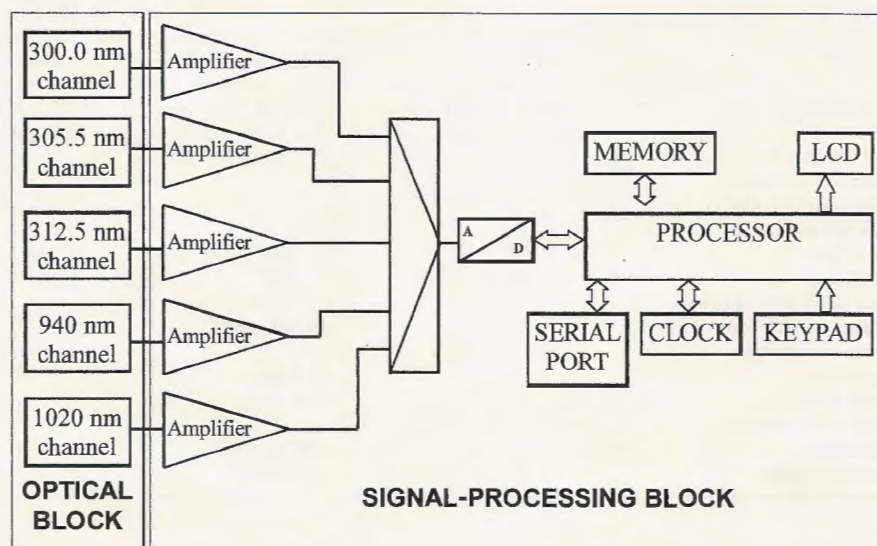 300.0 nm
channel
Amplifier
305.5 nm
channel
Amplifier
312.5 nm
channel
Amplifier
940 nm
channel
Amplifier
1020 nm
channel
Amplifier
A
D
MEMORY
LCD
PROCESSOR
SERIAL
PORT
CLOCK
KEYPAD
OPTICAL
BLOCK
SIGNAL-PROCESSING BLOCK